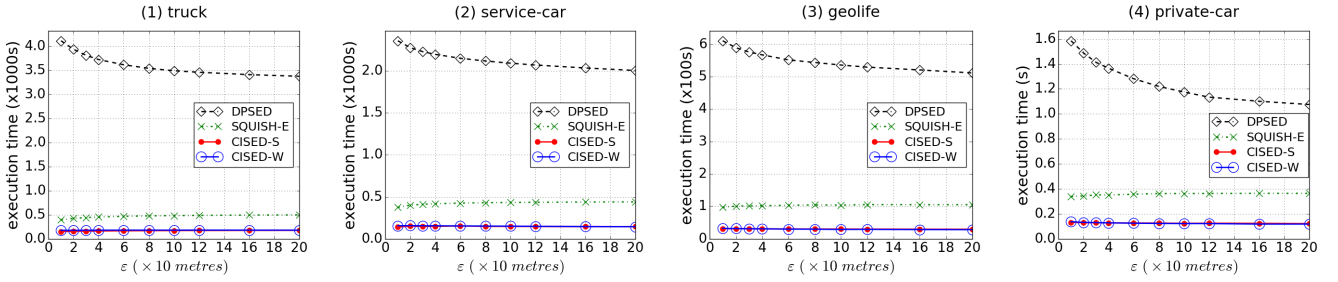 (1) truck
execution time (x1000s)
4.0
3.5
3.0
2.5
2.0
1.5
1.0
0.5
0.0
0 2 4 6 8 10 12 14 16 18 20
DPSED
SQUISH-E
CISED-S
CISED-W
ε ( × 10 metres)
(2) service-car
execution time (x1000s)
2.0
1.5
1.0
0.5
0.0
0 2 4 6 8 10 12 14 16 18 20
DPSED
SQUISH-E
CISED-S
CISED-W
ε ( × 10 metres)
(3) geolife
execution time (x100s)
6
5
4
3
2
1
0
0 2 4 6 8 10 12 14 16 18 20
DPSED
SQUISH-E
CISED-S
CISED-W
ε ( × 10 metres)
(4) private-car
execution time (s)
1.6
1.4
1.2
1.0
0.8
0.6
0.4
0.2
0.0
0 2 4 6 8 10 12 14 16 18 20
DPSED
SQUISH-E
CISED-S
CISED-W
ε ( × 10 metres)